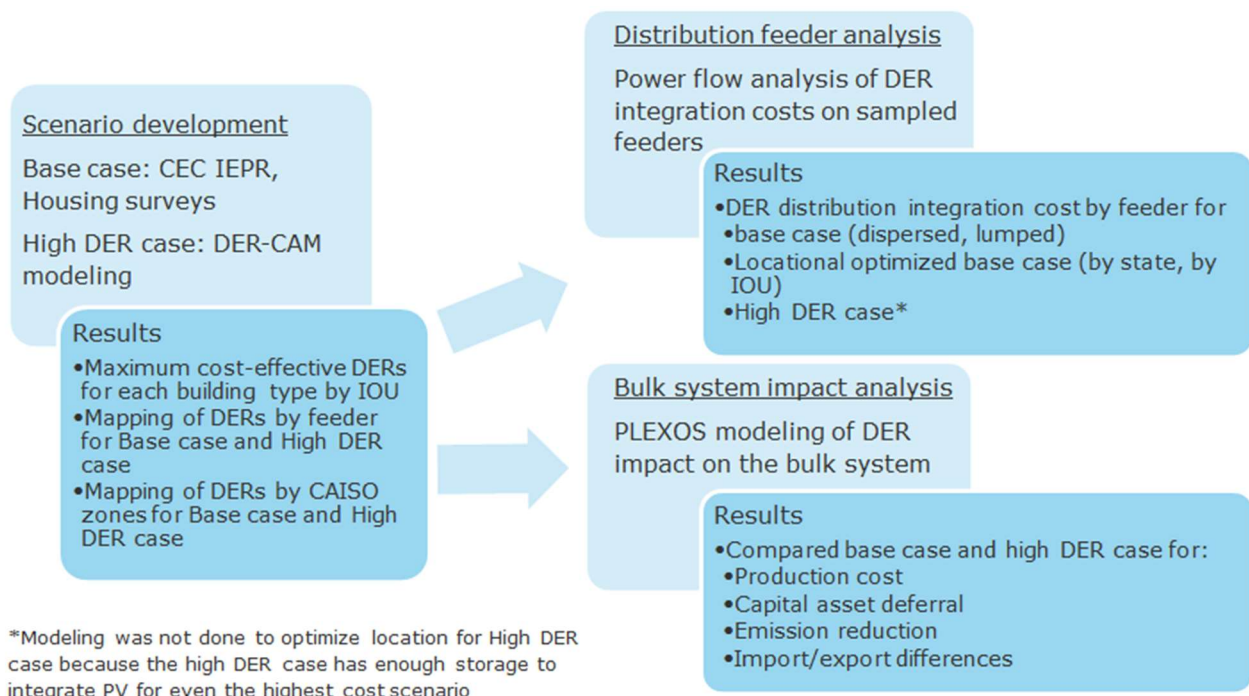 Scenario development
Base case: CEC IEPR,
Housing surveys
High DER case: DER-CAM
modeling
Results
•Maximum cost-effective DERs
for each building type by IOU
•Mapping of DERs by feeder
for Base case and High DER
case
•Mapping of DERs by CAISO
zones for Base case and High
DER case
Distribution feeder analysis
Power flow analysis of DER
integration costs on sampled
feeders
Results
•DER distribution integration cost by feeder for
•base case (dispersed, lumped)
•Locational optimized base case (by state, by
IOU)
•High DER case*
Bulk system impact analysis
PLEXOS modeling of DER
impact on the bulk system
Results
•Compared base case and high DER case for:
•Production cost
•Capital asset deferral
•Emission reduction
•Import/export differences
*Modeling was not done to optimize location for High DER
case because the high DER case has enough storage to
integrate PV for even the highest cost scenario